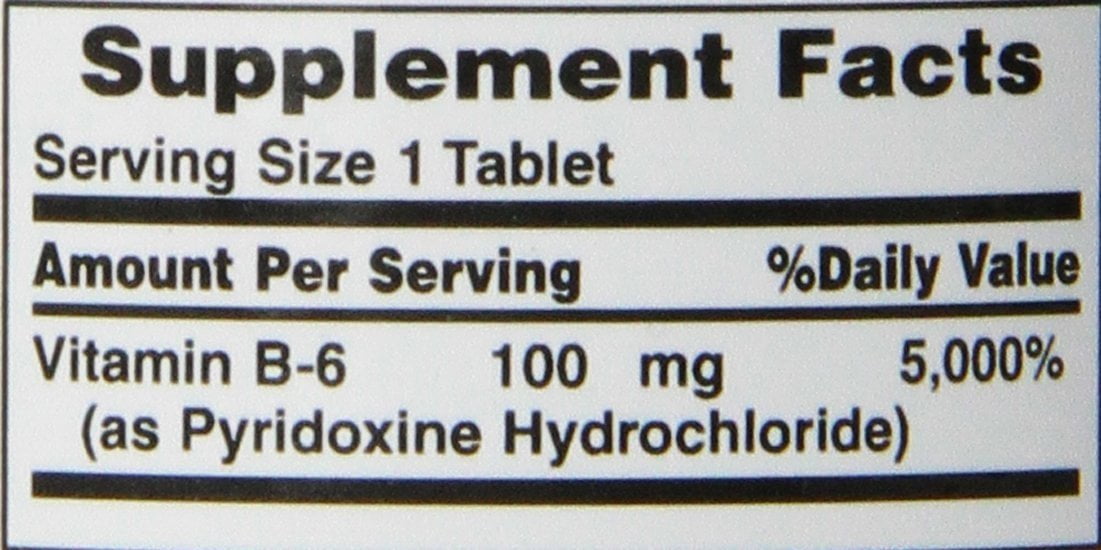 Supplement Facts
Serving Size 1 Tablet
Amount Per Serving %Daily Value
Vitamin B-6 100 mg 5,000%
(as Pyridoxine Hydrochloride)